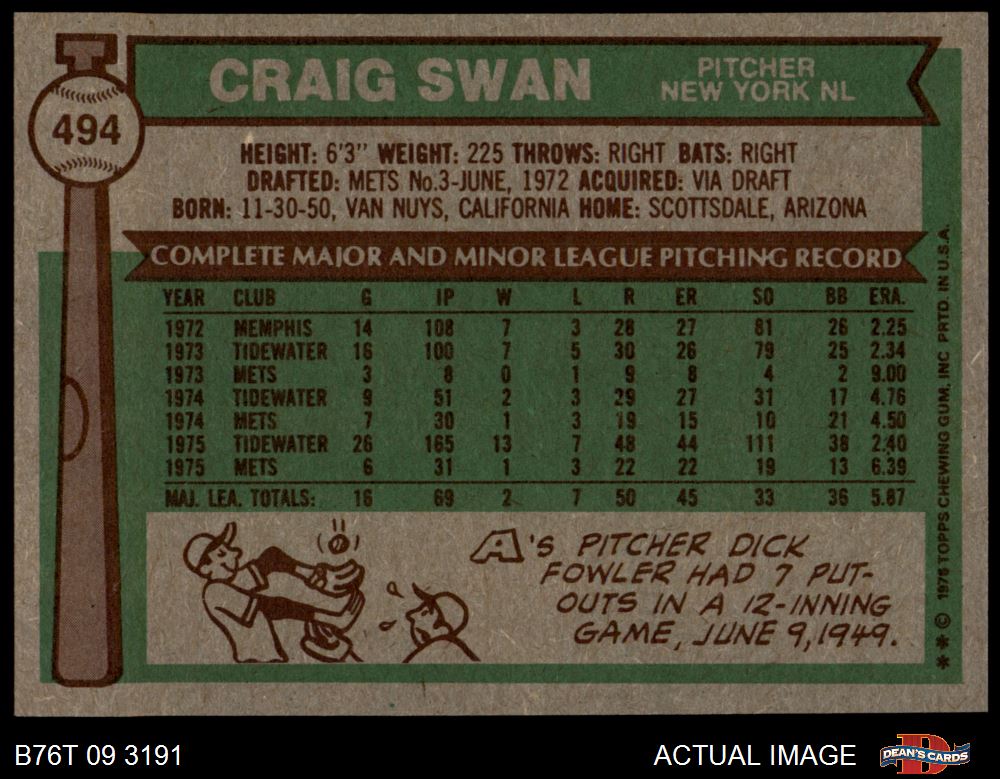 494
CRAIG SWAN
PITCHER
NEW YORK NL
HEIGHT: 6'3" WEIGHT: 225 THROWS: RIGHT BATS: RIGHT
DRAFTED: METS No.3-JUNE, 1972 ACQUIRED: VIA DRAFT
BORN: 11-30-50, VAN NUYS, CALIFORNIA HOME: SCOTTSDALE, ARIZONA
COMPLETE MAJOR AND MINOR LEAGUE PITCHING RECORD
YEAR CLUB G IP W L R ER SO BB ERA.
1972 MEMPHIS 14 108 7 3 28 27 81 26 2.25
1973 TIDEWATER 16 100 7 5 30 26 79 25 2.34
1973 METS 3 8 0 1 9 8 4 2 9.00
1974 TIDEWATER 9 51 2 3 29 27 31 17 4.76
1974 METS 7 30 1 3 19 15 10 21 4.50
1975 TIDEWATER 26 165 13 7 48 44 111 38 2.40
1975 METS 6 31 1 3 22 22 19 13 6.39
MAJ. LEA. TOTALS: 16 69 2 7 50 45 33 36 5.87
A'S PITCHER DICK
FOWLER HAD 7 PUT-
OUTS IN A 12-INNING
GAME, JUNE 9, 1949.
* * © 1976 TOPPS CHEWING GUM, INC PRTD. IN U.S.A.
B76T 09 3191
ACTUAL IMAGE
DEAN'S CARDS